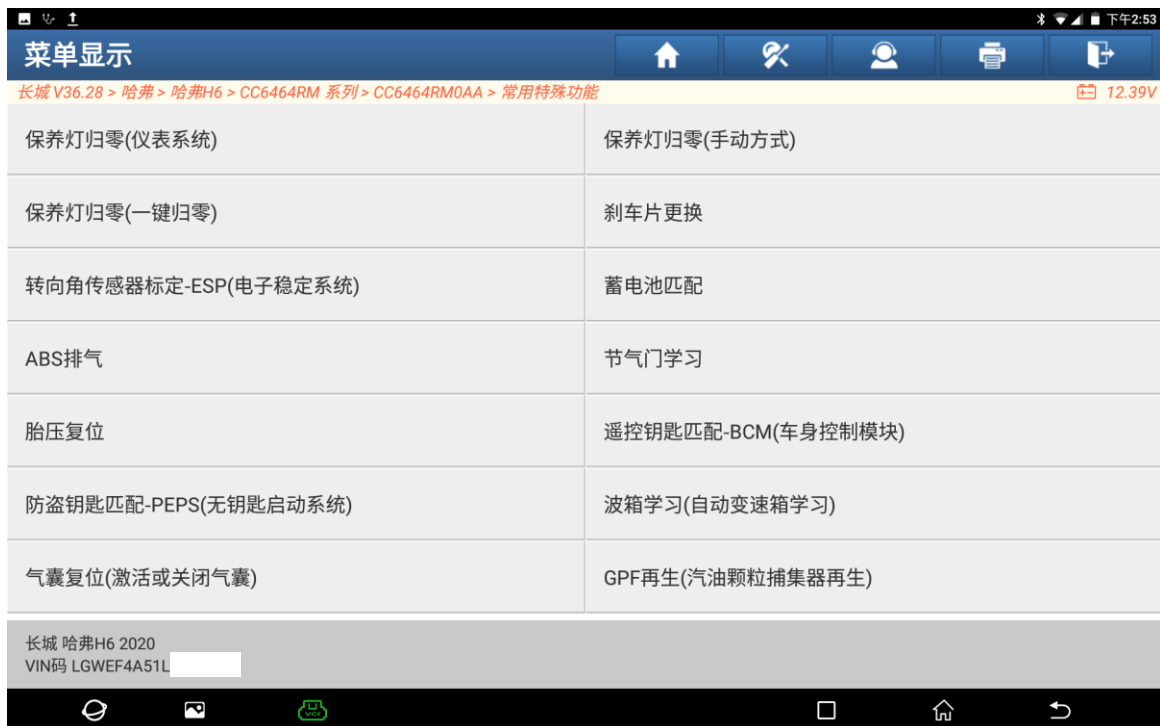 下午2:53
菜单显示
长城 V36.28 > 哈弗 > 哈弗H6 > CC6464RM 系列 > CC6464RM0AA > 常用特殊功能
12.39V
保养灯归零(仪表系统)
保养灯归零(手动方式)
保养灯归零(一键归零)
刹车片更换
转向角传感器标定-ESP(电子稳定系统)
蓄电池匹配
ABS排气
节气门学习
胎压复位
遥控钥匙匹配-BCM(车身控制模块)
防盗钥匙匹配-PEPS(无钥匙启动系统)
波箱学习(自动变速箱学习)
气囊复位(激活或关闭气囊)
GPF再生(汽油颗粒捕集器再生)
长城 哈弗H6 2020
VIN码 LGWEF4A51L
VCI